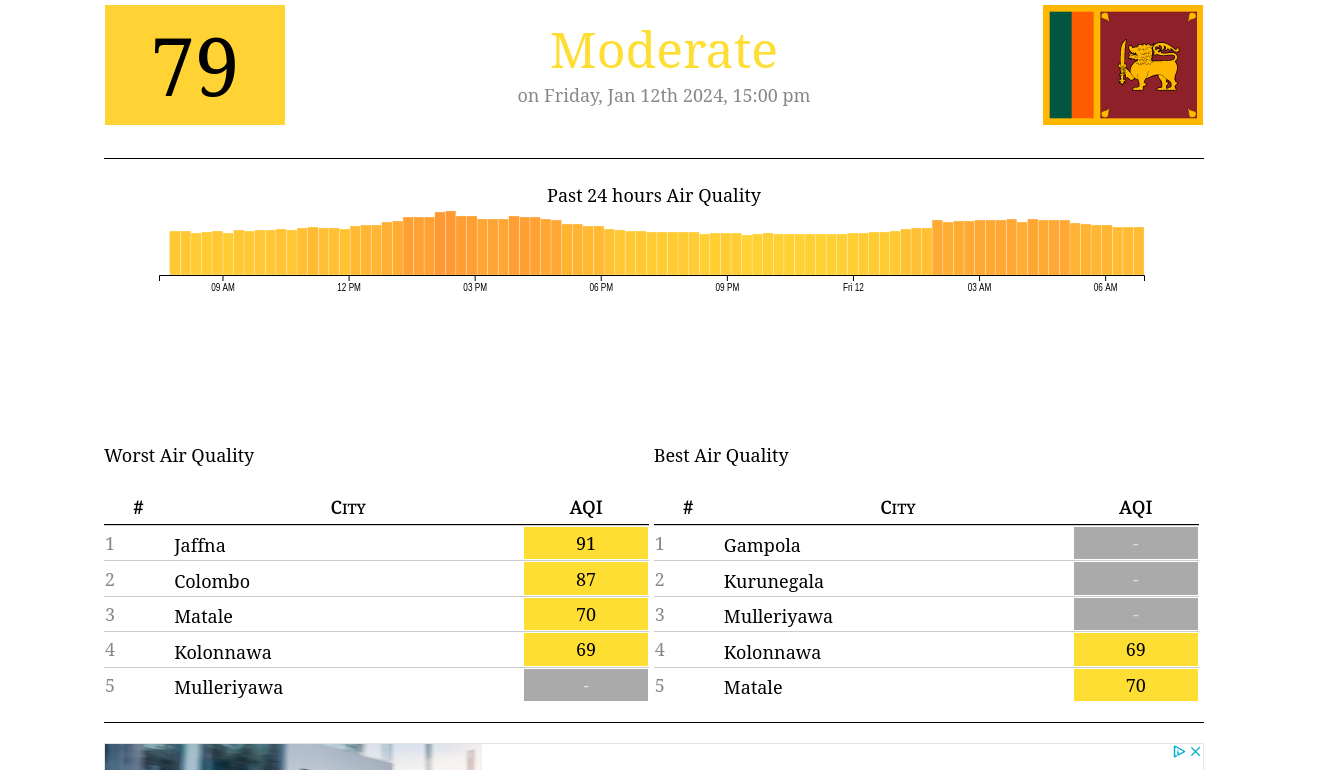 79
Moderate
on Friday, Jan 12th 2024, 15:00 pm
Past 24 hours Air Quality
09 AM 12 PM 03 PM 06 PM 09 PM Fri 12 03 AM 06 AM
Worst Air Quality
# City AQI
1 Jaffna 91
2 Colombo 87
3 Matale 70
4 Kolonnawa 69
5 Mulleriyawa -
Best Air Quality
# City AQI
1 Gampola -
2 Kurunegala -
3 Mulleriyawa -
4 Kolonnawa 69
5 Matale 70